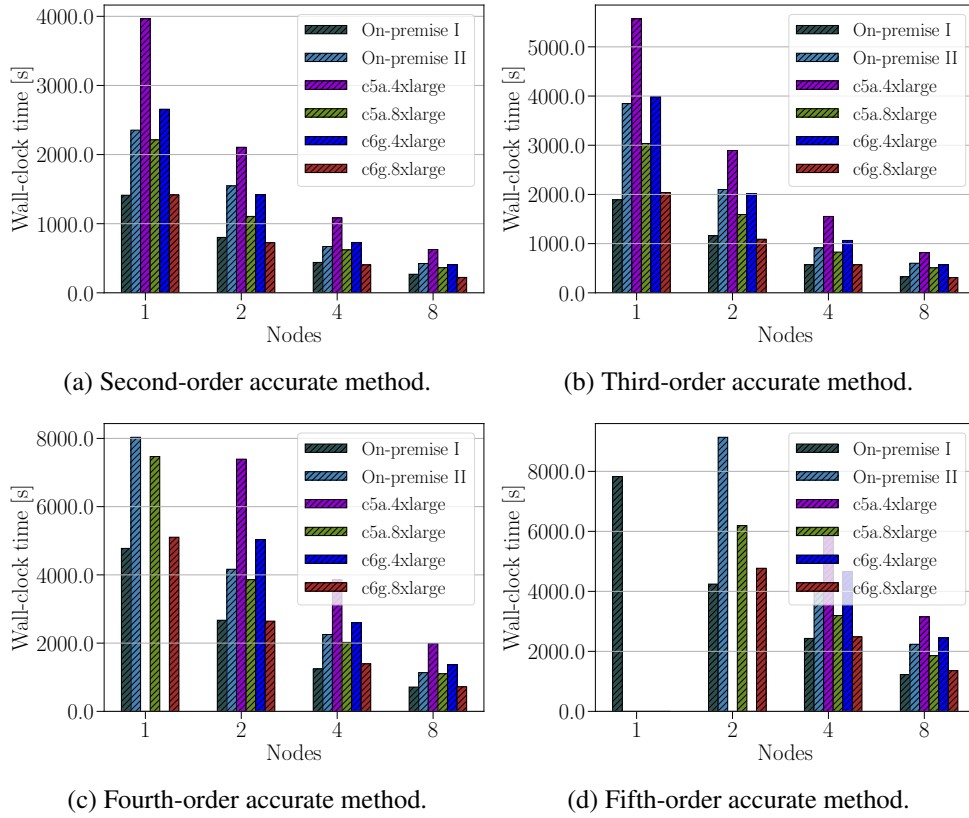 4000.0
3000.0
2000.0
1000.0
0.0
Wall-clock time [s]
On-premise I
On-premise II
c5a.4xlarge
c5a.8xlarge
c6g.4xlarge
c6g.8xlarge
1 2 4 8
Nodes
(a) Second-order accurate method.
5000.0
4000.0
3000.0
2000.0
1000.0
0.0
Wall-clock time [s]
On-premise I
On-premise II
c5a.4xlarge
c5a.8xlarge
c6g.4xlarge
c6g.8xlarge
1 2 4 8
Nodes
(b) Third-order accurate method.
8000.0
6000.0
4000.0
2000.0
0.0
Wall-clock time [s]
On-premise I
On-premise II
c5a.4xlarge
c5a.8xlarge
c6g.4xlarge
c6g.8xlarge
1 2 4 8
Nodes
(c) Fourth-order accurate method.
8000.0
6000.0
4000.0
2000.0
0.0
Wall-clock time [s]
On-premise I
On-premise II
c5a.4xlarge
c5a.8xlarge
c6g.4xlarge
c6g.8xlarge
1 2 4 8
Nodes
(d) Fifth-order accurate method.